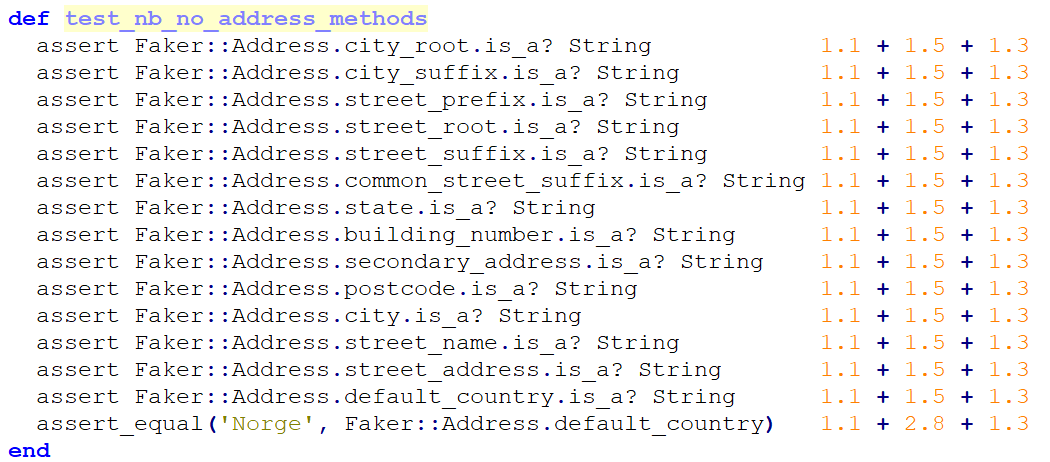 def test_nb_no_address_methods
assert Faker::Address.city_root.is_a? String 1.1 + 1.5 + 1.3
assert Faker::Address.city_suffix.is_a? String 1.1 + 1.5 + 1.3
assert Faker::Address.street_prefix.is_a? String 1.1 + 1.5 + 1.3
assert Faker::Address.street_root.is_a? String 1.1 + 1.5 + 1.3
assert Faker::Address.street_suffix.is_a? String 1.1 + 1.5 + 1.3
assert Faker::Address.common_street_suffix.is_a? String 1.1 + 1.5 + 1.3
assert Faker::Address.state.is_a? String 1.1 + 1.5 + 1.3
assert Faker::Address.building_number.is_a? String 1.1 + 1.5 + 1.3
assert Faker::Address.secondary_address.is_a? String 1.1 + 1.5 + 1.3
assert Faker::Address.postcode.is_a? String 1.1 + 1.5 + 1.3
assert Faker::Address.city.is_a? String 1.1 + 1.5 + 1.3
assert Faker::Address.street_name.is_a? String 1.1 + 1.5 + 1.3
assert Faker::Address.street_address.is_a? String 1.1 + 1.5 + 1.3
assert Faker::Address.default_country.is_a? String 1.1 + 1.5 + 1.3
assert_equal('Norge', Faker::Address.default_country) 1.1 + 2.8 + 1.3
end